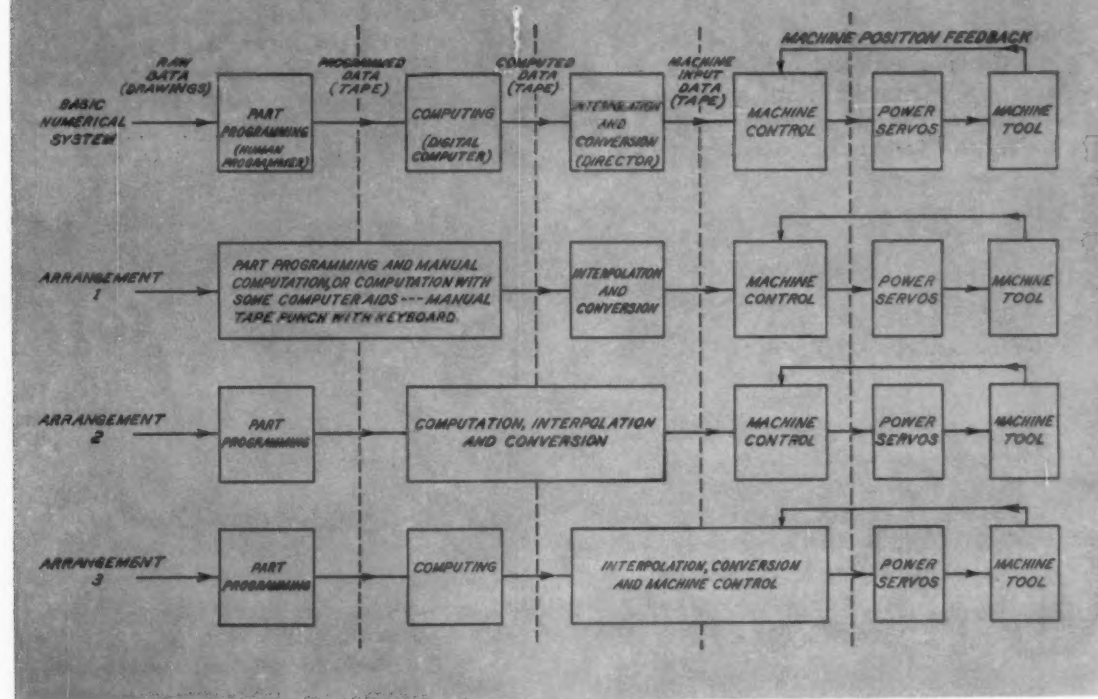 MACHINE POSITION FEEDBACK
RAW
DATA
(DRAWINGS)
PROGRAMMED
DATA
(TAPE)
COMPUTED
DATA
(TAPE)
MACHINE
INPUT
DATA
(TAPE)
BASIC
NUMERICAL
SYSTEM
PART
PROGRAMMING
(HUMAN
PROGRAMMER)
COMPUTING
(DIGITAL
COMPUTER)
INTERPOLATION
AND
CONVERSION
(DIRECTOR)
MACHINE
CONTROL
POWER
SERVOS
MACHINE
TOOL
ARRANGEMENT
1
PART PROGRAMMING AND MANUAL
COMPUTATION, OR COMPUTATION WITH
SOME COMPUTER AIDS --- MANUAL
TAPE PUNCH WITH KEYBOARD
INTERPOLATION
AND
CONVERSION
MACHINE
CONTROL
POWER
SERVOS
MACHINE
TOOL
ARRANGEMENT
2
PART
PROGRAMMING
COMPUTATION, INTERPOLATION
AND CONVERSION
MACHINE
CONTROL
POWER
SERVOS
MACHINE
TOOL
ARRANGEMENT
3
PART
PROGRAMMING
COMPUTING
INTERPOLATION, CONVERSION
AND MACHINE CONTROL
POWER
SERVOS
MACHINE
TOOL